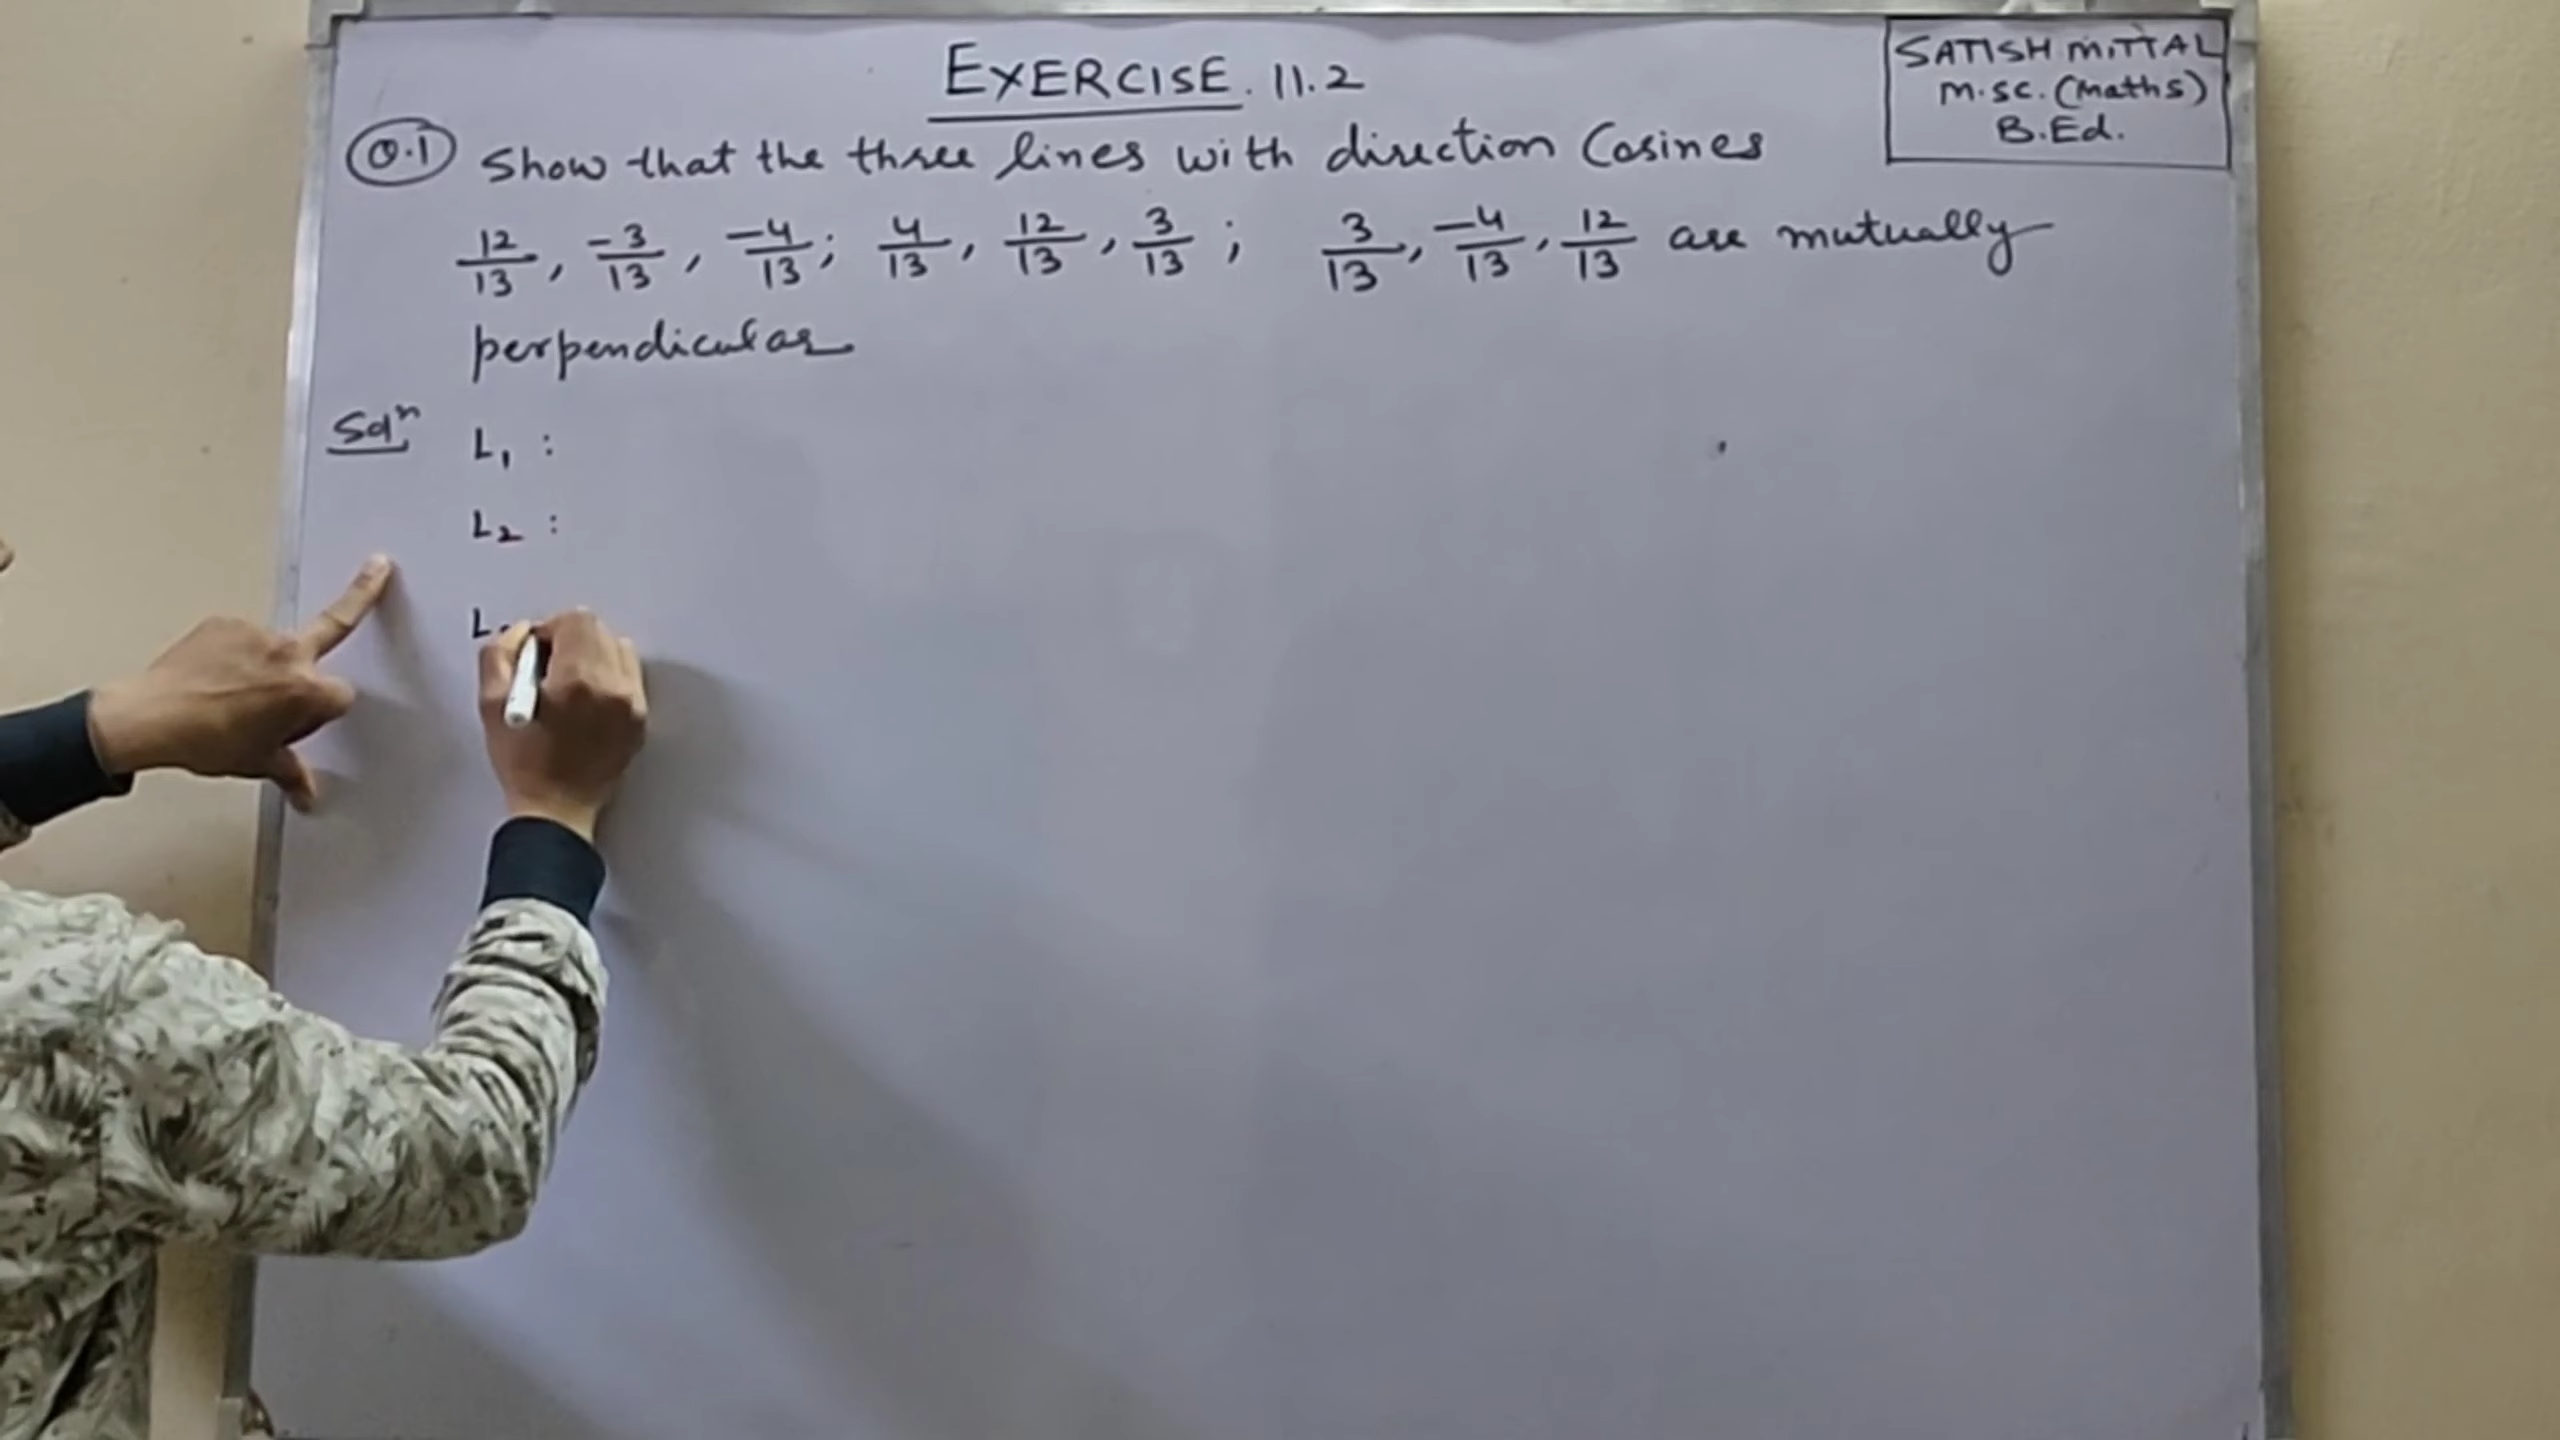 EXERCISE. 11.2
SATISH MITTAL
M.SC. (Maths)
B.Ed.
Q.1 Show that the three lines with direction Cosines
12/13, -3/13, -4/13; 4/13, 12/13, 3/13; 3/13, -4/13, 12/13 are mutually
perpendicular
Solⁿ L₁ :
L₂ :
L